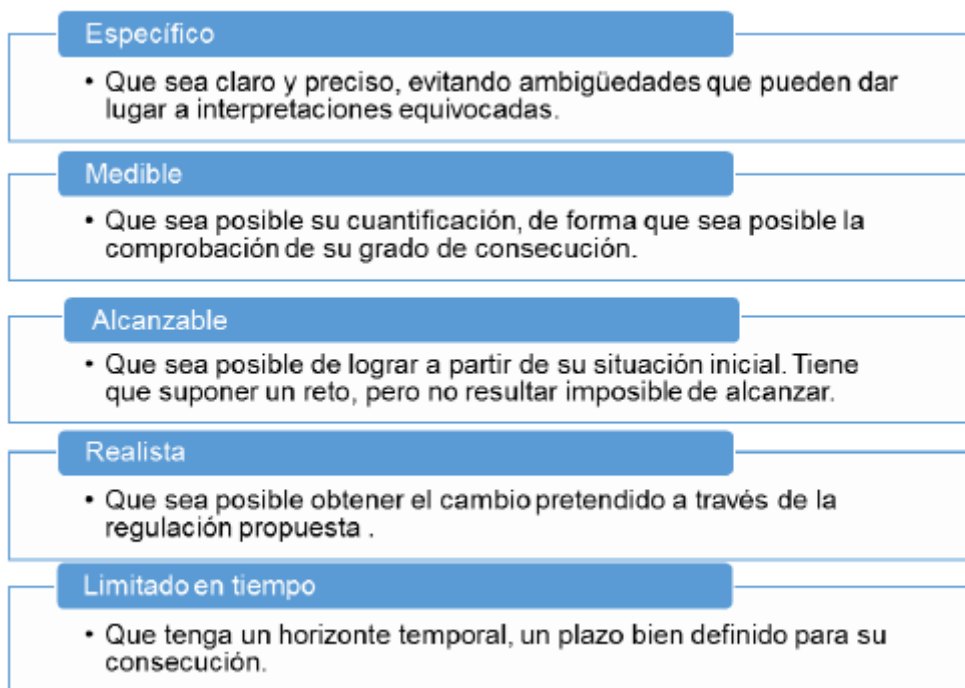 Específico
• Que sea claro y preciso, evitando ambigüedades que pueden dar
lugar a interpretaciones equivocadas.
Medible
• Que sea posible su cuantificación, de forma que sea posible la
comprobación de su grado de consecución.
Alcanzable
• Que sea posible de lograr a partir de su situación inicial. Tiene
que suponer un reto, pero no resultar imposible de alcanzar.
Realista
• Que sea posible obtener el cambio pretendido a través de la
regulación propuesta .
Limitado en tiempo
• Que tenga un horizonte temporal, un plazo bien definido para su
consecución.